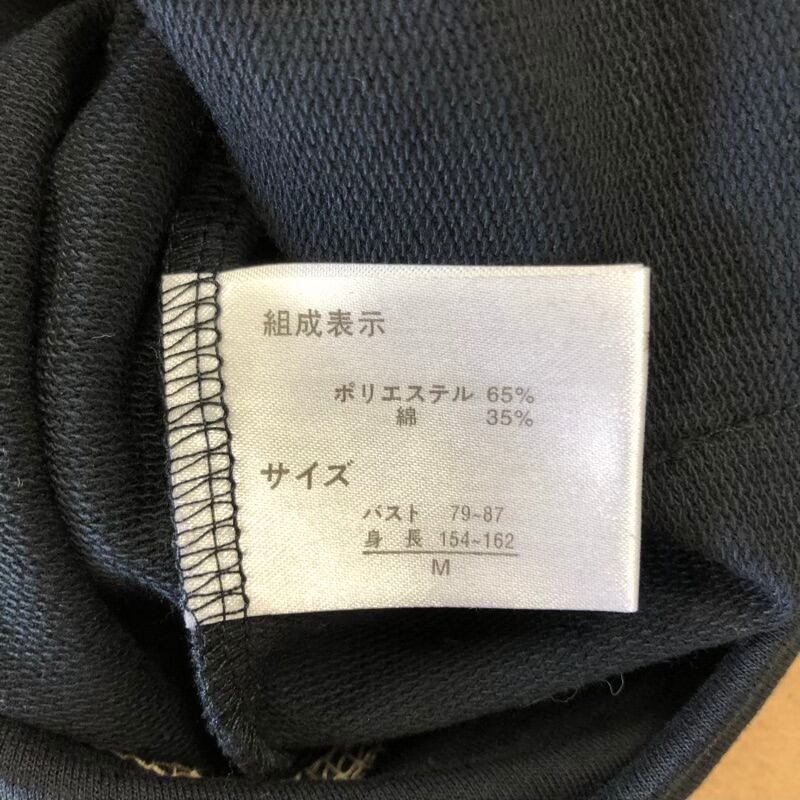 組成表示
ポリエステル 65%
綿 35%
サイズ
バスト 79~87
身長 154~162
M